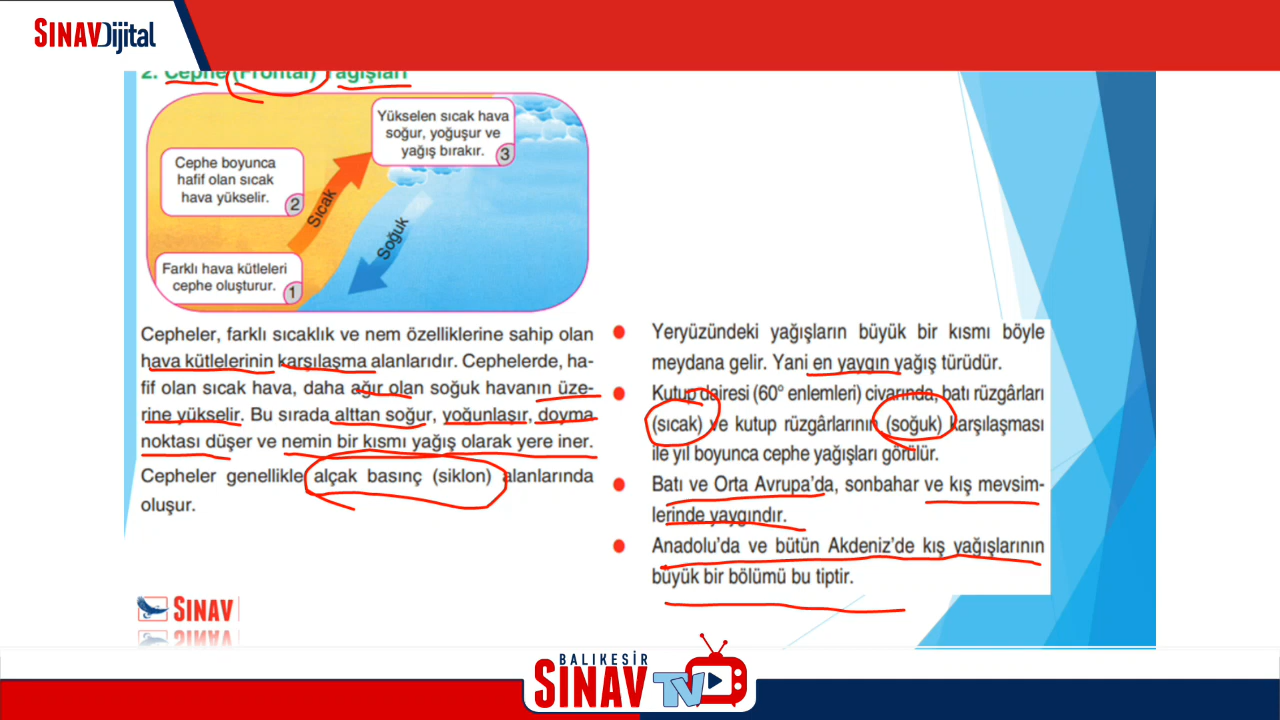 SINAVDijital
2. Cephe (Frontal) Yağışları
Yükselen sıcak hava
soğur, yoğuşur ve
yağış bırakır.
3
Cephe boyunca
hafif olan sıcak
hava yükselir.
2
Sıcak
Soğuk
Farklı hava kütleleri
cephe oluşturur.
1
Cepheler, farklı sıcaklık ve nem özelliklerine sahip olan
hava kütlelerinin karşılaşma alanlarıdır. Cephelerde, ha-
fif olan sıcak hava, daha ağır olan soğuk havanın üze-
rine yükselir. Bu sırada alttan soğur, yoğunlaşır, doyma
noktası düşer ve nemin bir kısmı yağış olarak yere iner.
Cepheler genellikle alçak basınç (siklon) alanlarında
oluşur.
Yeryüzündeki yağışların büyük bir kısmı böyle
meydana gelir. Yani en yaygın yağış türüdür.
Kutup dairesi (60° enlemleri) civarında, batı rüzgârları
(sıcak) ve kutup rüzgârlarının (soğuk) karşılaşması
ile yıl boyunca cephe yağışları görülür.
Batı ve Orta Avrupa'da, sonbahar ve kış mevsim-
lerinde yaygındır.
Anadolu'da ve bütün Akdeniz'de kış yağışlarının
büyük bir bölümü bu tiptir.
SINAV
BALIKESİR
SINAV TV